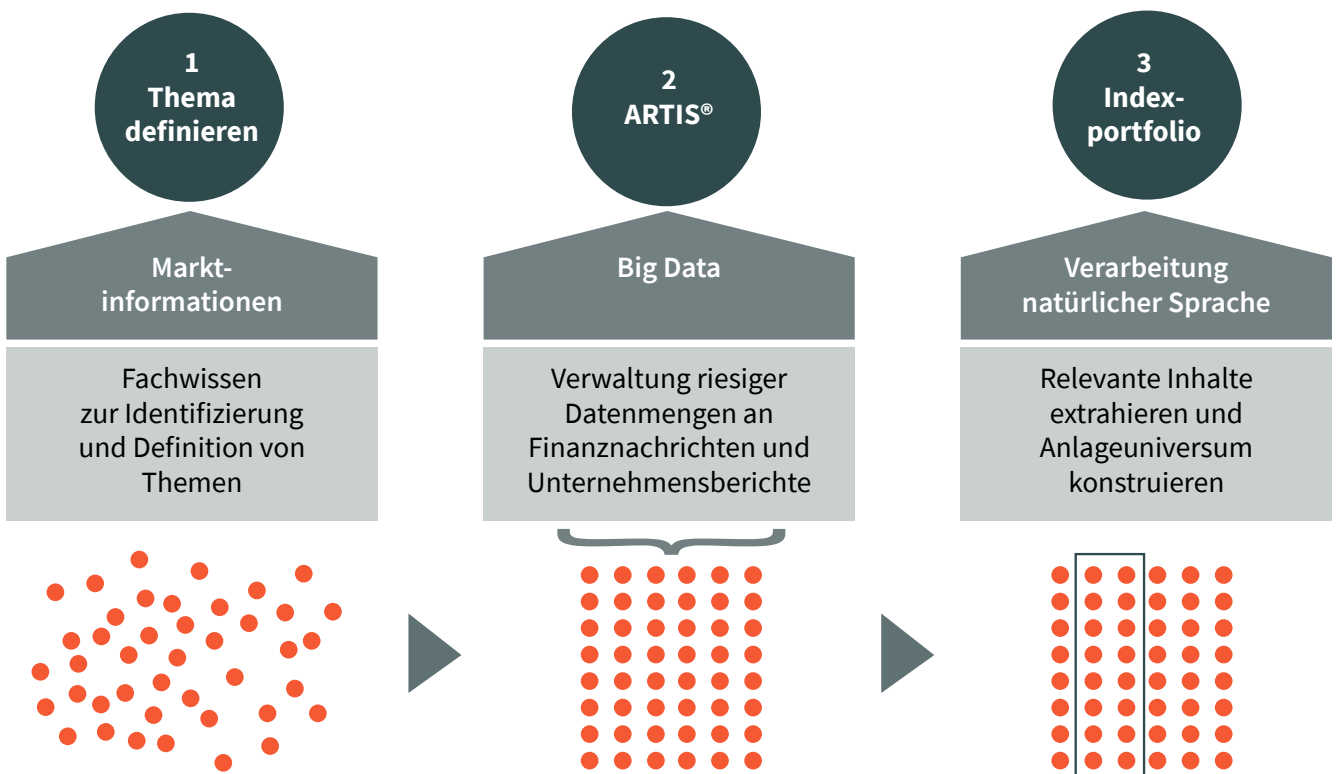 1
Thema
definieren
Markt-
informationen
Fachwissen
zur Identifizierung
und Definition von
Themen
2
ARTIS®
Big Data
Verwaltung riesiger
Datenmengen an
Finanznachrichten und
Unternehmensberichte
3
Index-
portfolio
Verarbeitung
natürlicher Sprache
Relevante Inhalte
extrahieren und
Anlageuniversum
konstruieren